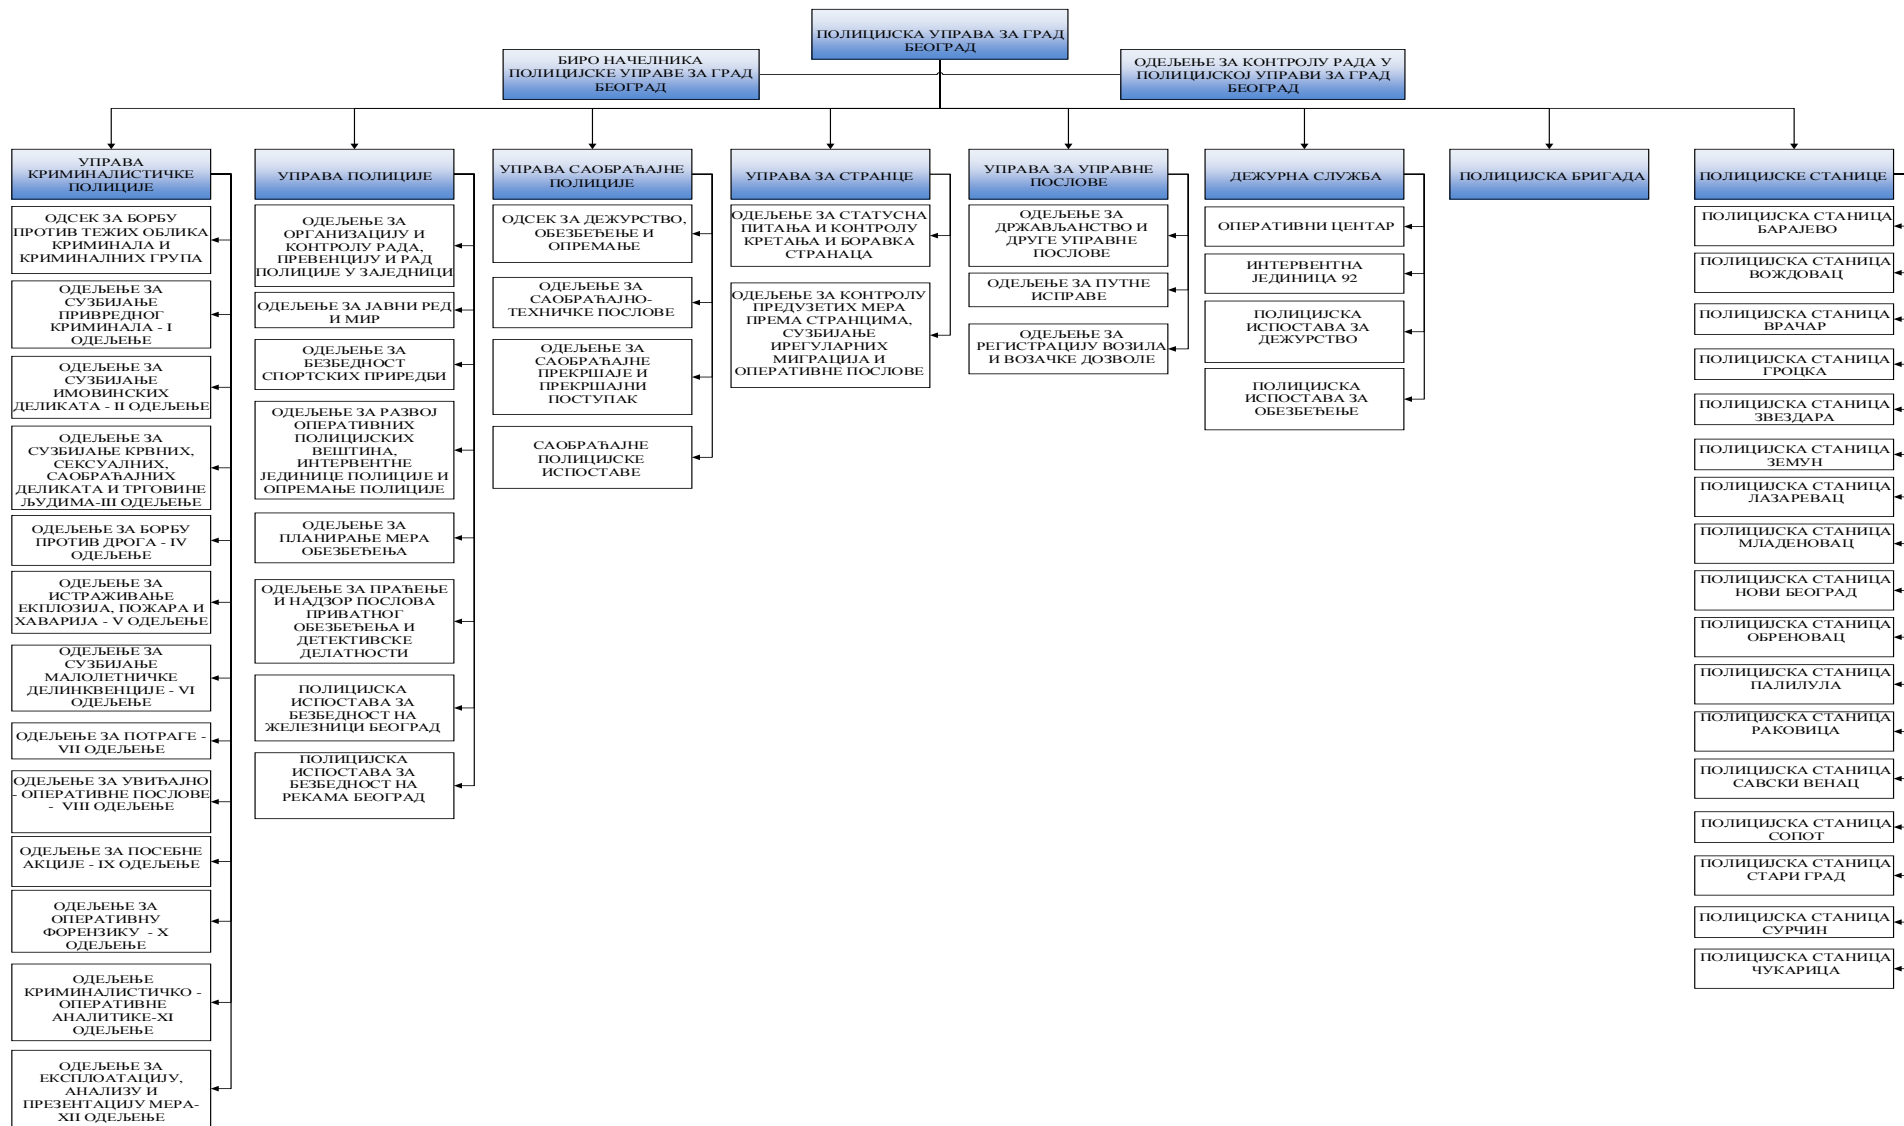 ПОЛИЦИЈСКА УПРАВА ЗА ГРАД
БЕОГРАД
БИРО НАЧЕЛНИКА
ПОЛИЦИЈСКЕ УПРАВЕ ЗА ГРАД
БЕОГРАД
ОДЕЉЕЊЕ ЗА КОНТРОЛУ РАДА У
ПОЛИЦИЈСКОЈ УПРАВИ ЗА ГРАД
БЕОГРАД
УПРАВА
КРИМИНАЛИСТИЧКЕ
ПОЛИЦИЈЕ
ОДСЕК ЗА БОРБУ
ПРОТИВ ТЕЖИХ ОБЛИКА
КРИМИНАЛА И
КРИМИНАЛНИХ ГРУПА
ОДЕЉЕЊЕ ЗА
СУЗБИЈАЊЕ
ПРИВРЕДНОГ
КРИМИНАЛА - I
ОДЕЉЕЊЕ
ОДЕЉЕЊЕ ЗА
СУЗБИЈАЊЕ
ИМОВИНСКИХ
ДЕЛИКАТА - II ОДЕЉЕЊЕ
ОДЕЉЕЊЕ ЗА
СУЗБИЈАЊЕ КРВНИХ,
СЕКСУАЛНИХ,
САОБРАЋАЈНИХ
ДЕЛИКАТА И ТРГОВИНЕ
ЉУДИМА-III ОДЕЉЕЊЕ
ОДЕЉЕЊЕ ЗА БОРБУ
ПРОТИВ ДРОГА - IV
ОДЕЉЕЊЕ
ОДЕЉЕЊЕ ЗА
ИСТРАЖИВАЊЕ
ЕКПЛОЗИЈА, ПОЖАРА И
ХАВАРИЈА - V ОДЕЉЕЊЕ
ОДЕЉЕЊЕ ЗА
СУЗБИЈАЊЕ
МАЛОЛЕТНИЧКЕ
ДЕЛИНКВЕНЦИЈЕ - VI
ОДЕЉЕЊЕ
ОДЕЉЕЊЕ ЗА ПОТРАГЕ -
VII ОДЕЉЕЊЕ
ОДЕЉЕЊЕ ЗА УВИЂАЈНО
- ОПЕРАТИВНЕ ПОСЛОВЕ
- VIII ОДЕЉЕЊЕ
ОДЕЉЕЊЕ ЗА ПОСЕБНЕ
АКЦИЈЕ - IX ОДЕЉЕЊЕ
ОДЕЉЕЊЕ ЗА
ОПЕРАТИВНУ
ФОРЕНЗИКУ - X
ОДЕЉЕЊЕ
ОДЕЉЕЊЕ
КРИМИНАЛИСТИЧКО -
ОПЕРАТИВНЕ
АНАЛИТИКЕ-XI
ОДЕЉЕЊЕ
ОДЕЉЕЊЕ ЗА
ЕКСПЛОАТАЦИЈУ,
АНАЛИЗУ И
ПРЕЗЕНТАЦИЈУ МЕРА-
XII ОДЕЉЕЊЕ
УПРАВА ПОЛИЦИЈЕ
ОДЕЉЕЊЕ ЗА
ОРГАНИЗАЦИЈУ И
КОНТРОЛУ РАДА,
ПРЕВЕНЦИЈУ И РАД
ПОЛИЦИЈЕ У ЗАЈЕДНИЦИ
ОДЕЉЕЊЕ ЗА ЈАВНИ РЕД
И МИР
ОДЕЉЕЊЕ ЗА
БЕЗБЕДНОСТ
СПОРТСКИХ ПРИРЕДБИ
ОДЕЉЕЊЕ ЗА РАЗВОЈ
ОПЕРАТИВНИХ
ПОЛИЦИЈСКИХ
ВЕШТИНА,
ИНТЕРВЕНТНЕ
ЈЕДИНИЦЕ ПОЛИЦИЈЕ И
ОПРЕМАЊЕ ПОЛИЦИЈЕ
ОДЕЉЕЊЕ ЗА
ПЛАНИРАЊЕ МЕРА
ОБЕЗБЕЂЕЊА
ОДЕЉЕЊЕ ЗА ПРАЋЕЊЕ
И НАДЗОР ПОСЛОВА
ПРИВАТНОГ
ОБЕЗБЕЂЕЊА И
ДЕТЕКТИВСКЕ
ДЕЛАТНОСТИ
ПОЛИЦИЈСКА
ИСПОСТАВА ЗА
БЕЗБЕДНОСТ НА
ЖЕЛЕЗНИЦИ БЕОГРАД
ПОЛИЦИЈСКА
ИСПОСТАВА ЗА
БЕЗБЕДНОСТ НА
РЕКАМА БЕОГРАД
УПРАВА САОБРАЋАЈНЕ
ПОЛИЦИЈЕ
ОДСЕК ЗА ДЕЖУРСТВО,
ОБЕЗБЕЂЕЊЕ И
ОПРЕМАЊЕ
ОДЕЉЕЊЕ ЗА
САОБРАЋАЈНО-
ТЕХНИЧКЕ ПОСЛОВЕ
ОДЕЉЕЊЕ ЗА
САОБРАЋАЈНЕ
ПРЕКРШАЈЕ И
ПРЕКРШАЈНИ
ПОСТУПАК
САОБРАЋАЈНЕ
ПОЛИЦИЈСКЕ
ИСПОСТАВЕ
УПРАВА ЗА СТРАНЦЕ
ОДЕЉЕЊЕ ЗА СТАТУСНА
ПИТАЊА И КОНТРОЛУ
КРЕТАЊА И БОРАВКА
СТРАНАЦА
ОДЕЉЕЊЕ ЗА КОНТРОЛУ
ПРЕДУЗЕТИХ МЕРА
ПРЕМА СТРАНЦИМА,
СУЗБИЈАЊЕ
ИРЕГУЛАРНИХ
МИГРАЦИЈА И
ОПЕРАТИВНЕ ПОСЛОВЕ
УПРАВА ЗА УПРАВНЕ
ПОСЛОВЕ
ОДЕЉЕЊЕ ЗА
ДРЖАВЉАНСТВО И
ДРУГЕ УПРАВНЕ
ПОСЛОВЕ
ОДЕЉЕЊЕ ЗА ПУТНЕ
ИСПРАВЕ
ОДЕЉЕЊЕ ЗА
РЕГИСТРАЦИЈУ ВОЗИЛА
И ВОЗАЧКЕ ДОЗВОЛЕ
ДЕЖУРНА СЛУЖБА
ОПЕРАТИВНИ ЦЕНТАР
ИНТЕРВЕНТНА
ЈЕДИНИЦА 92
ПОЛИЦИЈСКА
ИСПОСТАВА ЗА
ДЕЖУРСТВО
ПОЛИЦИЈСКА
ИСПОСТАВА ЗА
ОБЕЗБЕЂЕЊЕ
ПОЛИЦИЈСКА БРИГАДА
ПОЛИЦИЈСКЕ СТАНИЦЕ
ПОЛИЦИЈСКА СТАНИЦА
БАРАЈЕВО
ПОЛИЦИЈСКА СТАНИЦА
ВОЖДОВАЦ
ПОЛИЦИЈСКА СТАНИЦА
ВРАЧАР
ПОЛИЦИЈСКА СТАНИЦА
ГРОЦКА
ПОЛИЦИЈСКА СТАНИЦА
ЗВЕЗДАРА
ПОЛИЦИЈСКА СТАНИЦА
ЗЕМУН
ПОЛИЦИЈСКА СТАНИЦА
ЛАЗАРЕВАЦ
ПОЛИЦИЈСКА СТАНИЦА
МЛАДЕНОВАЦ
ПОЛИЦИЈСКА СТАНИЦА
НОВИ БЕОГРАД
ПОЛИЦИЈСКА СТАНИЦА
ОБРЕНОВАЦ
ПОЛИЦИЈСКА СТАНИЦА
ПАЛИЛУЛА
ПОЛИЦИЈСКА СТАНИЦА
РАКОВИЦА
ПОЛИЦИЈСКА СТАНИЦА
САВСКИ ВЕНАЦ
ПОЛИЦИЈСКА СТАНИЦА
СОПОТ
ПОЛИЦИЈСКА СТАНИЦА
СТАРИ ГРАД
ПОЛИЦИЈСКА СТАНИЦА
СУРЧИН
ПОЛИЦИЈСКА СТАНИЦА
ЧУКАРИЦА